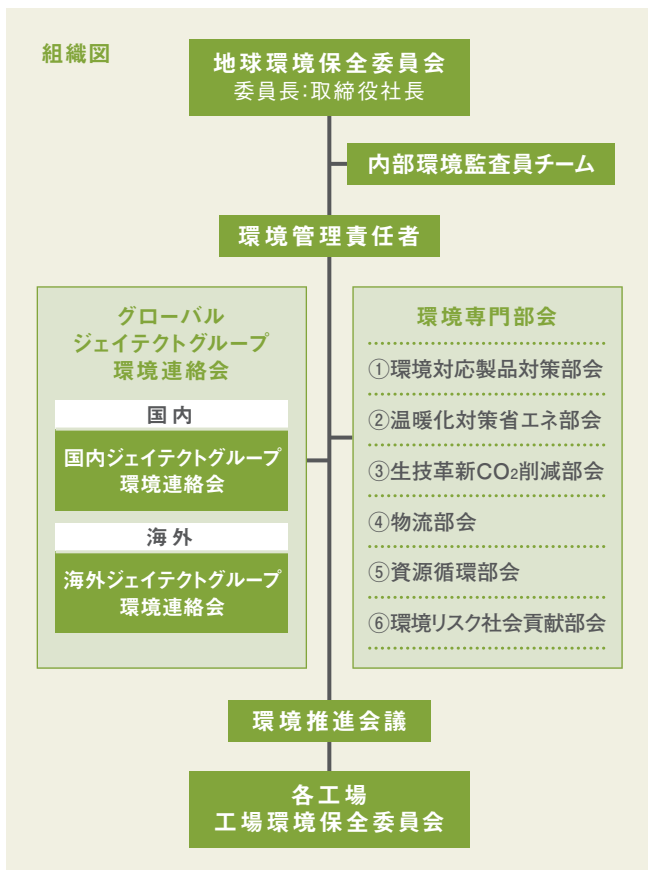 組織図
地球環境保全委員会
委員長:取締役社長
内部環境監査員チーム
環境管理責任者
グローバル
ジェイテクトグループ
環境連絡会
国内
国内ジェイテクトグループ
環境連絡会
海外
海外ジェイテクトグループ
環境連絡会
環境専門部会
①環境対応製品対策部会
②温暖化対策省エネ部会
③生技革新CO₂削減部会
④物流部会
⑤資源循環部会
⑥環境リスク社会貢献部会
環境推進会議
各工場
工場環境保全委員会